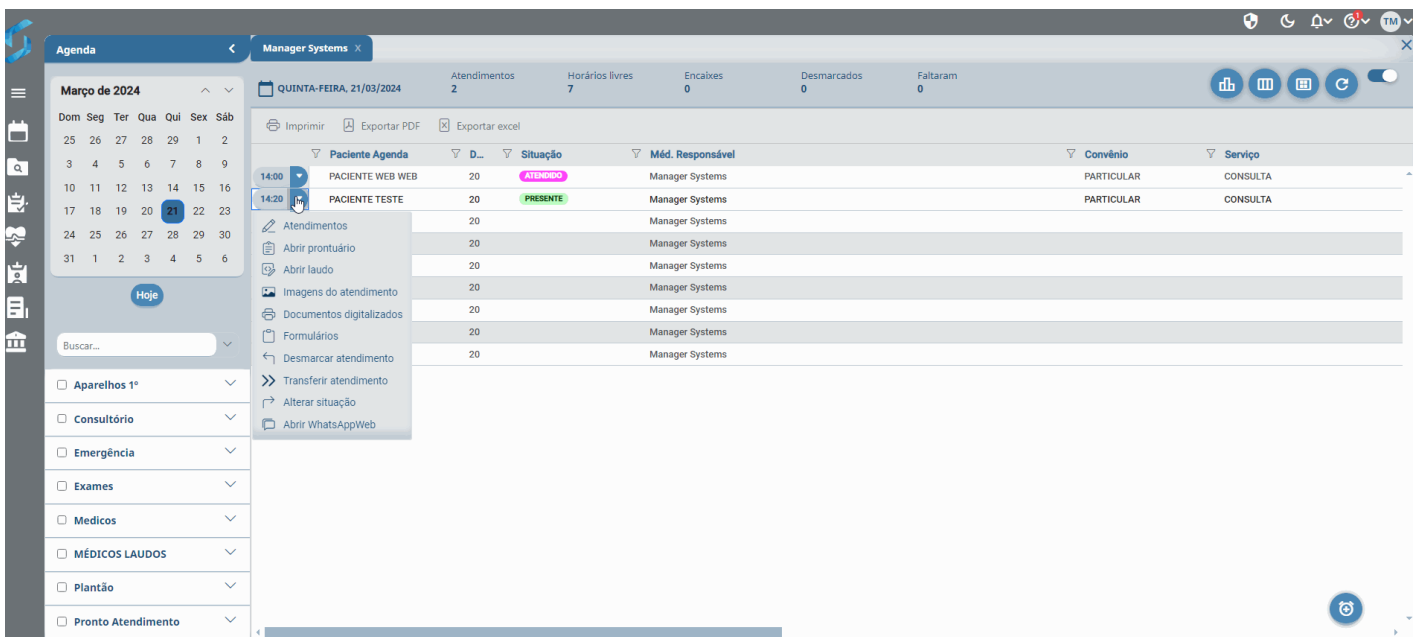 TM
Agenda
Manager Systems X
Março de 2024
Dom Seg Ter Qua Qui Sex Sáb
25 26 27 28 29 1 2
3 4 5 6 7 8 9
10 11 12 13 14 15 16
17 18 19 20 21 22 23
24 25 26 27 28 29 30
31 1 2 3 4 5 6
Hoje
Buscar...
Aparelhos 1º
Consultório
Emergência
Exames
Medicos
MÉDICOS LAUDOS
Plantão
Pronto Atendimento
QUINTA-FEIRA, 21/03/2024
Atendimentos Horários livres Encaixes Desmarcados Faltaram
2 7 0 0 0
Imprimir Exportar PDF Exportar excel
Paciente Agenda D... Situação Méd. Responsável Convênio Serviço
14:00 PACIENTE WEB WEB 20 ATENDIDO Manager Systems PARTICULAR CONSULTA
14:20 PACIENTE TESTE 20 PRESENTE Manager Systems PARTICULAR CONSULTA
20 Manager Systems
20 Manager Systems
20 Manager Systems
20 Manager Systems
20 Manager Systems
20 Manager Systems
20 Manager Systems
Atendimentos
Abrir prontuário
Abrir laudo
Imagens do atendimento
Documentos digitalizados
Formulários
Desmarcar atendimento
Transferir atendimento
Alterar situação
Abrir WhatsAppWeb